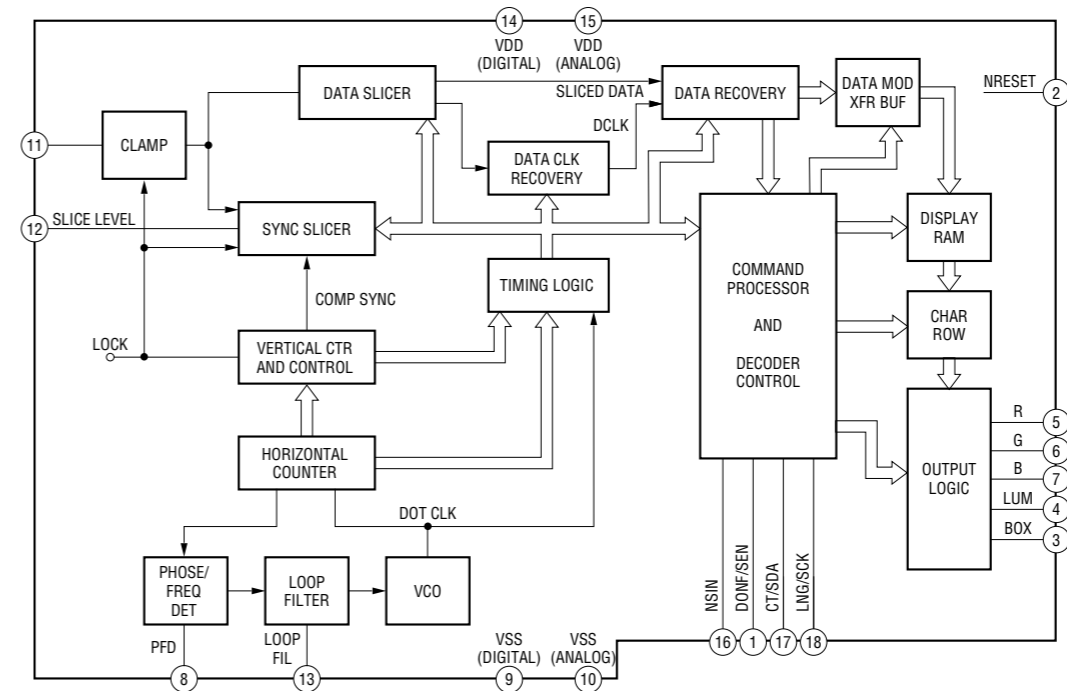 14
15
VDD
(DIGITAL)
VDD
(ANALOG)
DATA SLICER
SLICED DATA
DATA RECOVERY
DATA MOD
XFR BUF
NRESET
2
11
CLAMP
DCLK
DATA CLK
RECOVERY
12
SLICE LEVEL
SYNC SLICER
DISPLAY
RAM
COMP SYNC
TIMING LOGIC
COMMAND
PROCESSOR
AND
DECODER
CONTROL
CHAR
ROW
LOCK
VERTICAL CTR
AND CONTROL
HORIZONTAL
COUNTER
OUTPUT
LOGIC
R
5
G
6
B
7
LUM
4
BOX
3
DOT CLK
PHOSE/
FREQ
DET
LOOP
FILTER
VCO
NSIN
DONF/SEN
CT/SDA
LNG/SCK
PFD
LOOP
FIL
VSS
(DIGITAL)
VSS
(ANALOG)
16
1
17
18
8
13
9
10